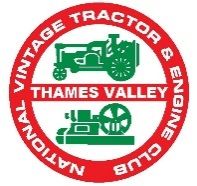 NATIONAL VINTAGE TRACTOR & ENGINE CLUB
THAMES VALLEY